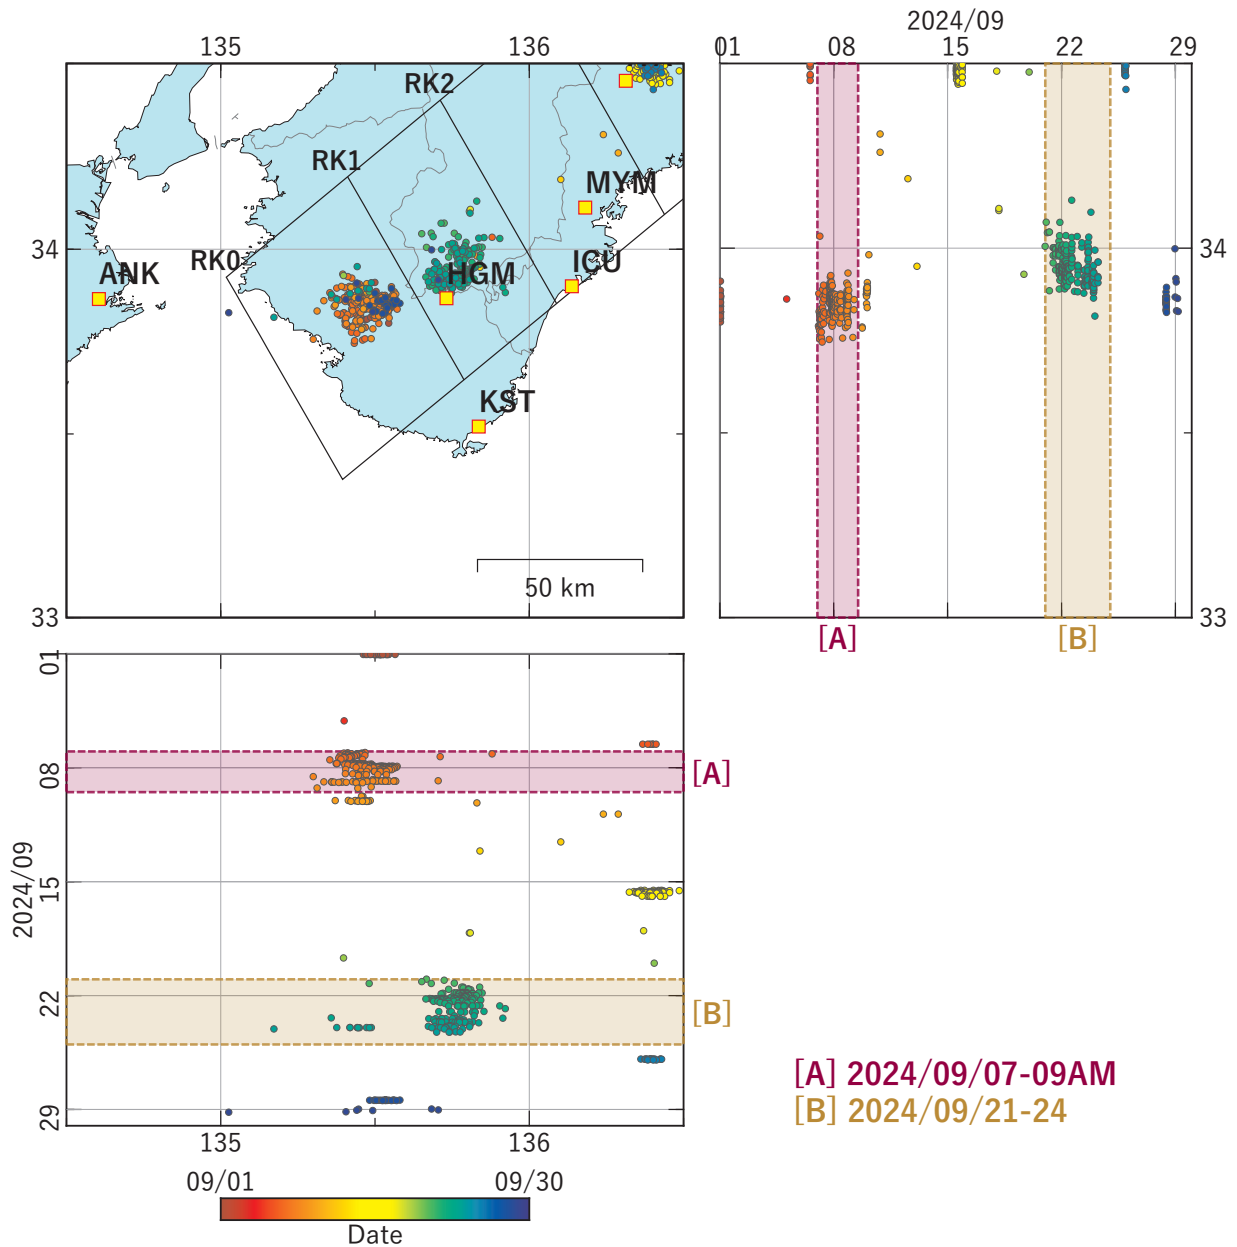 2024/09
135
136
01
08
15
22
29
RK2
RK1
MYM
34
34
RK0
ICU
ANK
HGM
KST
50 km
33
33
[A]
[B]
01
08
15
22
29
2024/09
[A]
[B]
135
136
[A] 2024/09/07-09AM
[B] 2024/09/21-24
09/01
09/30
Date